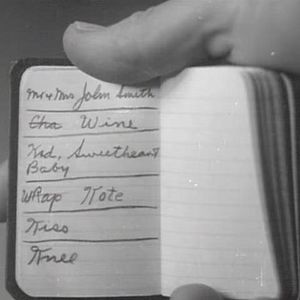 Mr & Mrs John Smith
Cha Wine
Kid, Sweetheart
Baby
WRap Note
Kiss
Knee